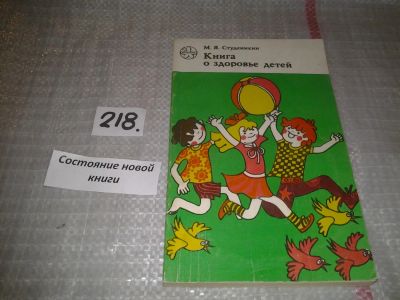 М. Я. Студеникин
Книга
о здоровье детей
218.
Состояние новой
книги